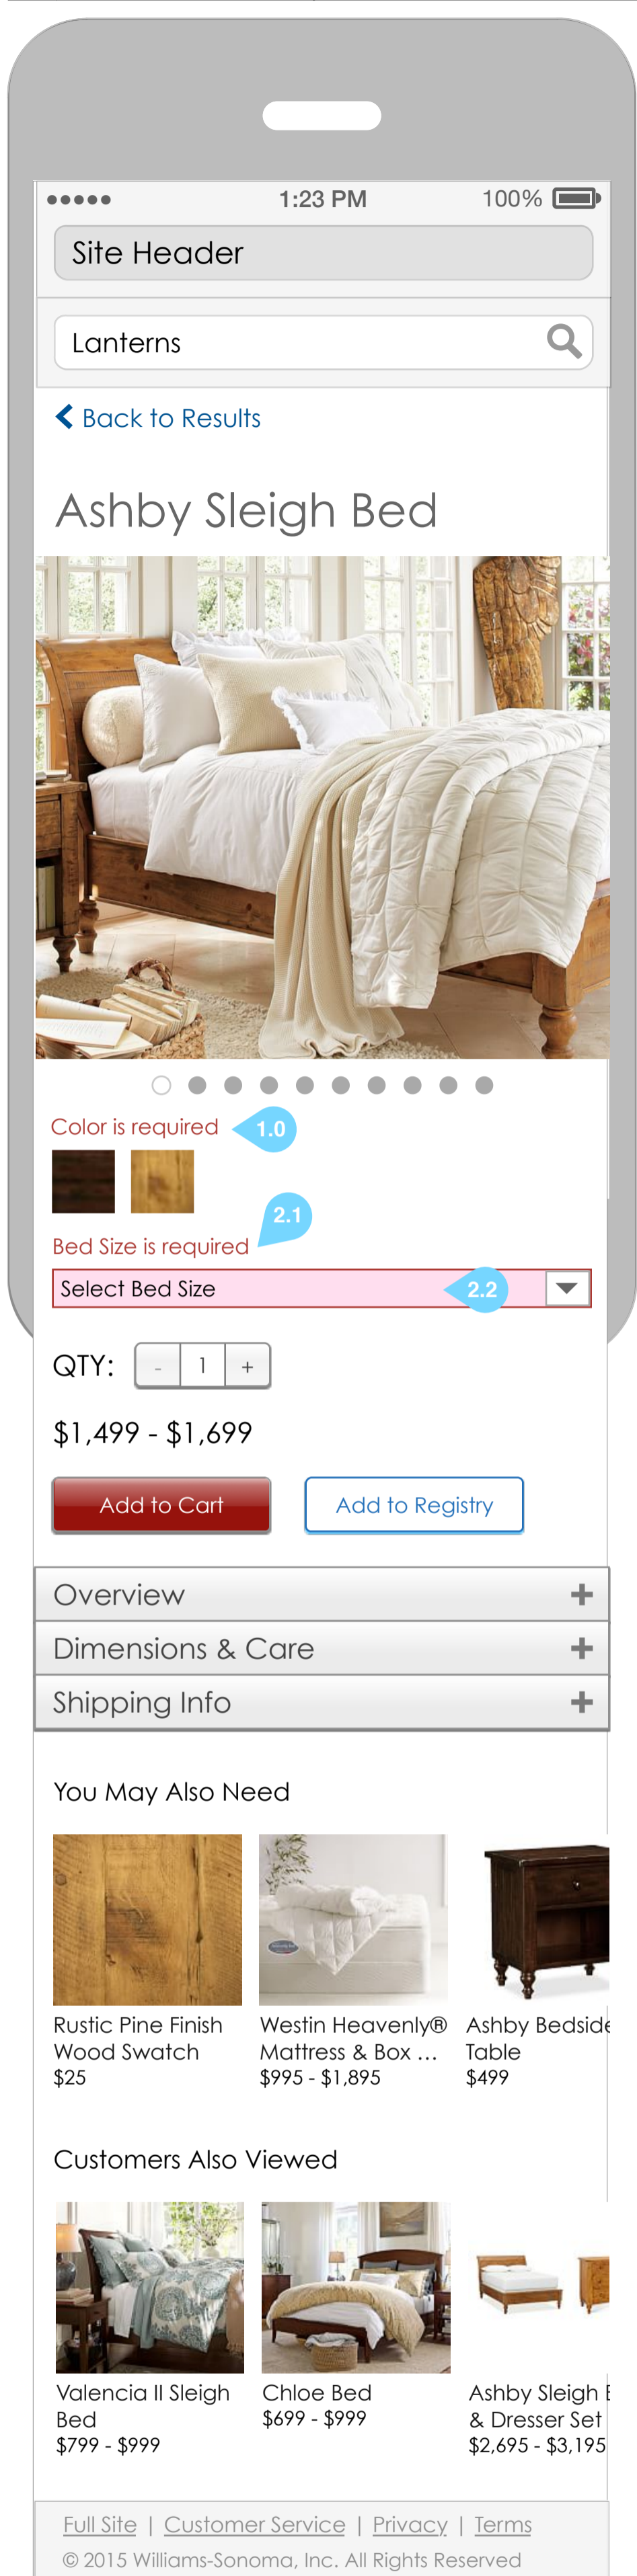 1:23 PM 100%
Site Header
Lanterns
Back to Results
Ashby Sleigh Bed
Color is required 1.0
2.1
Bed Size is required
Select Bed Size 2.2
QTY: - 1 +
$1,499 - $1,699
Add to Cart Add to Registry
Overview +
Dimensions & Care +
Shipping Info +
You May Also Need
Rustic Pine Finish Westin Heavenly® Ashby Bedside
Wood Swatch Mattress & Box ... Table
$25 $995 - $1,895 $499
Customers Also Viewed
Valencia II Sleigh Chloe Bed Ashby Sleigh
Bed $699 - $999 & Dresser Set
$799 - $999 $2,695 - $3,195
Full Site | Customer Service | Privacy | Terms
© 2015 Williams-Sonoma, Inc. All Rights Reserved